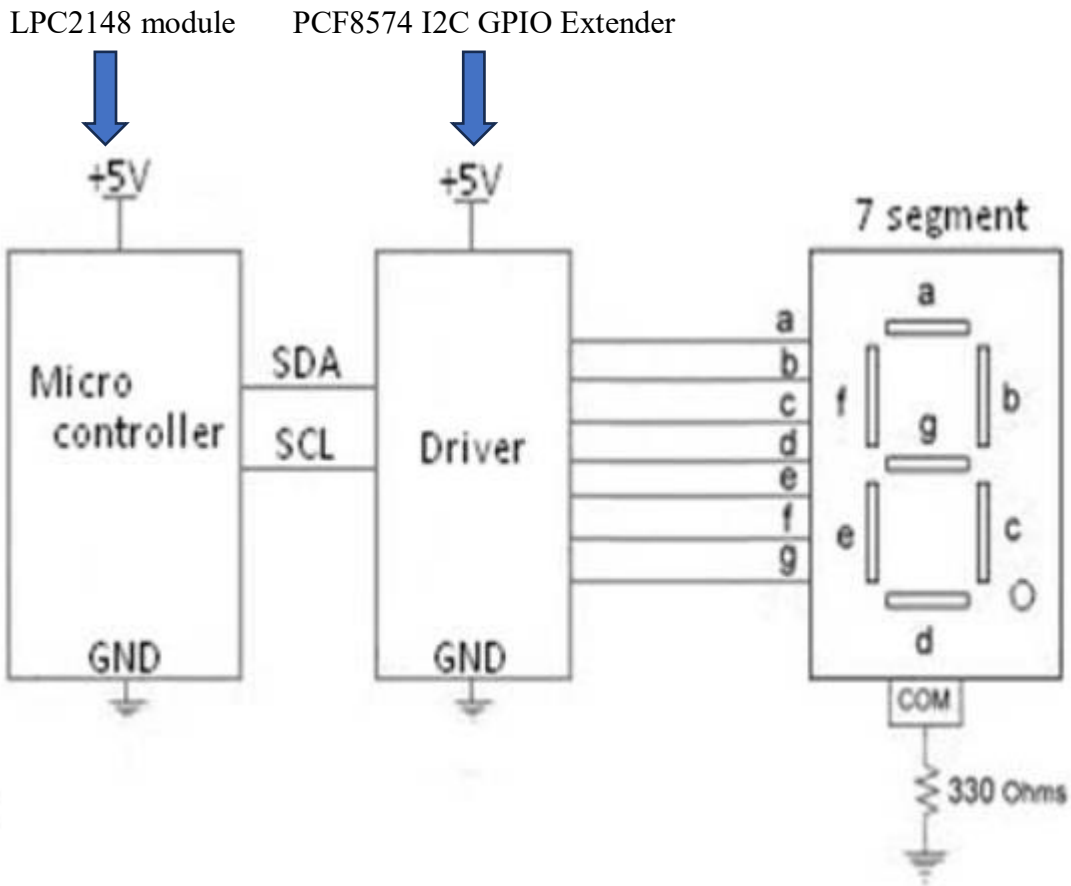 LPC2148 module
PCF8574 I2C GPIO Extender
+5V
+5V
7 segment
Micro
controller
SDA
SCL
Driver
GND
GND
a
b
c
d
e
f
g
a
f
b
g
e
c
d
COM
330 Ohms